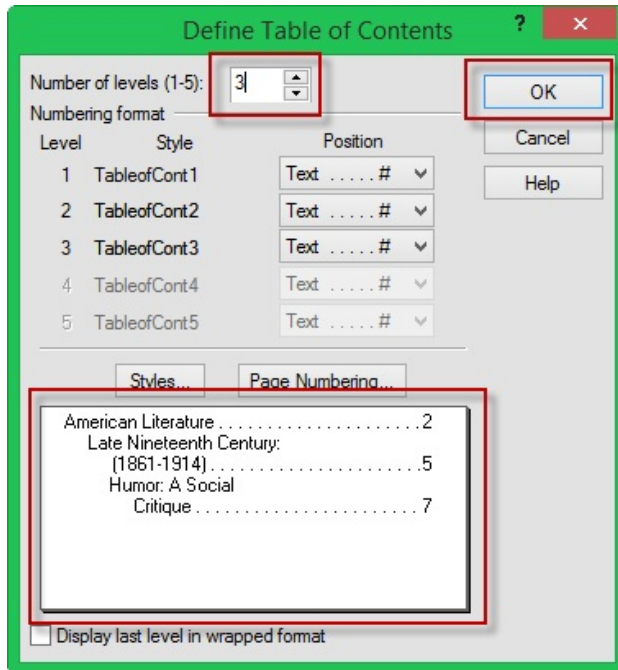 Define Table of Contents ? ×
Number of levels (1-5): 3 OK
Numbering format
Level Style Position Cancel
1 TableofCont1 Text .....# Help
2 TableofCont2 Text .....#
3 TableofCont3 Text .....#
4 TableofCont4 Text .....#
5 TableofCont5 Text .....#
Styles... Page Numbering...
American Literature . . . . . . . . . . . . . . . . . . . . . 2
Late Nineteenth Century:
(1861-1914) . . . . . . . . . . . . . . . . . . . . . . 5
Humor: A Social
Critique . . . . . . . . . . . . . . . . . . . . . . . 7
Display last level in wrapped format